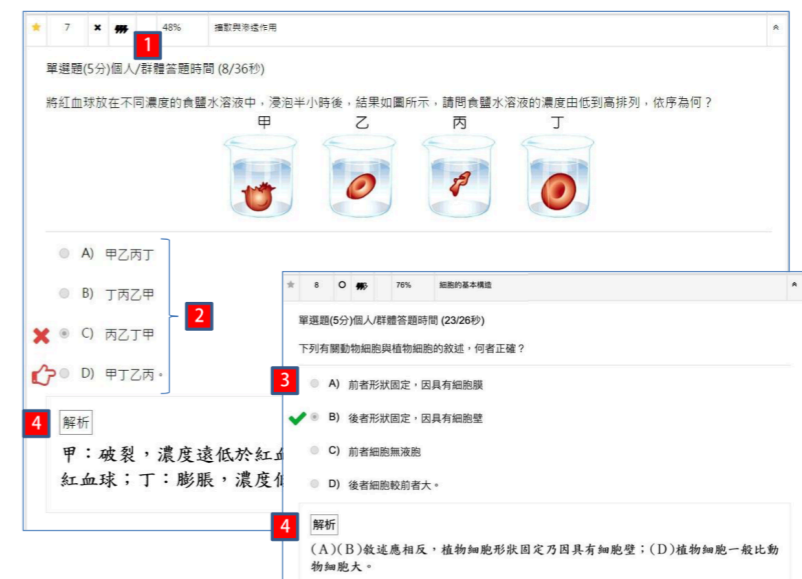 7 48% 擴散與滲透作用
1
單選題(5分)個人/群體答題時間 (8/36秒)
將紅血球放在不同濃度的食鹽水溶液中，浸泡半小時後，結果如圖所示，請問食鹽水溶液的濃度由低到高排列，依序為何？
甲 乙 丙 丁
A) 甲乙丙丁
B) 丁丙乙甲
2
C) 丙乙丁甲
D) 甲丁乙丙。
4
解析
甲：破裂，濃度遠低於紅血
紅血球；丁：膨脹，濃度低
8 76% 細胞的基本構造
單選題(5分)個人/群體答題時間 (23/26秒)
下列有關動物細胞與植物細胞的敘述，何者正確？
3
A) 前者形狀固定，因具有細胞膜
B) 後者形狀固定，因具有細胞壁
C) 前者細胞無液胞
D) 後者細胞較前者大。
4
解析
(A)(B)敘述應相反，植物細胞形狀固定乃因具有細胞壁；(D)植物細胞一般比動
物細胞大。